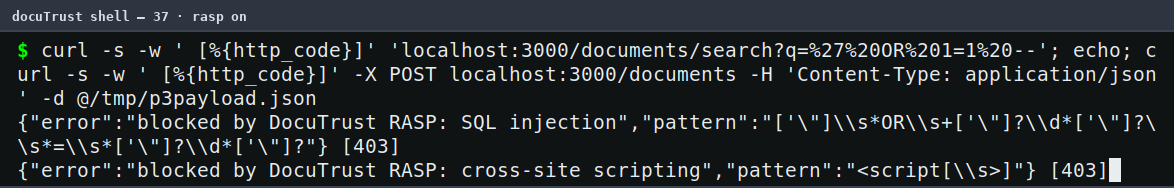 docuTrust shell — 37 · rasp on
$ curl -s -w ' [%{http_code}]' 'localhost:3000/documents/search?q=%27%20OR%201=1%20--'; echo; c
url -s -w ' [%{http_code}]' -X POST localhost:3000/documents -H 'Content-Type: application/json
' -d @/tmp/p3payload.json
{"error":"blocked by DocuTrust RASP: SQL injection","pattern":"['\"]\\s*OR\\s+['\"]?\\d*['\"]?\
\s*=\\s*['\"]?\\d*['\"]?"} [403]
{"error":"blocked by DocuTrust RASP: cross-site scripting","pattern":"<script[\\s>]"} [403]